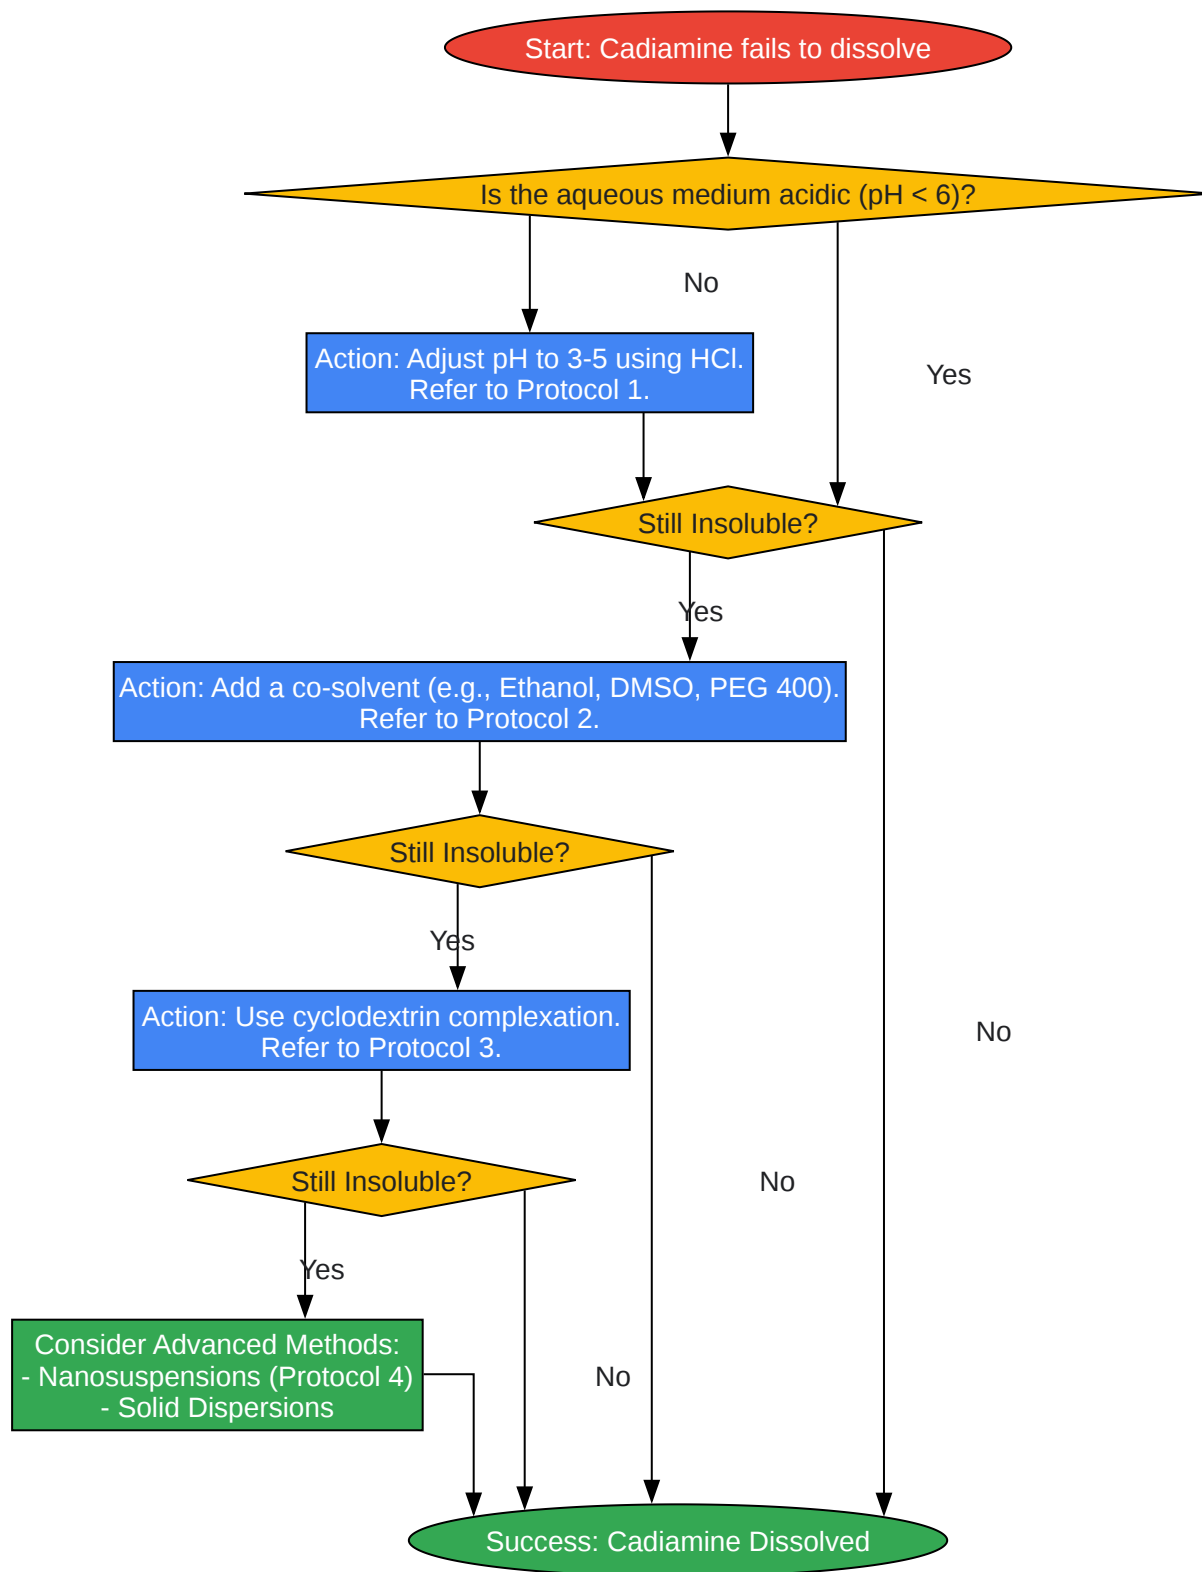 Start: Cadiamine fails to dissolve
Is the aqueous medium acidic (pH < 6)?
No
Action: Adjust pH to 3-5 using HCl.
Refer to Protocol 1.
Yes
Still Insoluble?
Yes
Action: Add a co-solvent (e.g., Ethanol, DMSO, PEG 400).
Refer to Protocol 2.
Still Insoluble?
Yes
Action: Use cyclodextrin complexation.
Refer to Protocol 3.
No
Still Insoluble?
No
Yes
Consider Advanced Methods:
- Nanosuspensions (Protocol 4)
- Solid Dispersions
No
Success: Cadiamine Dissolved